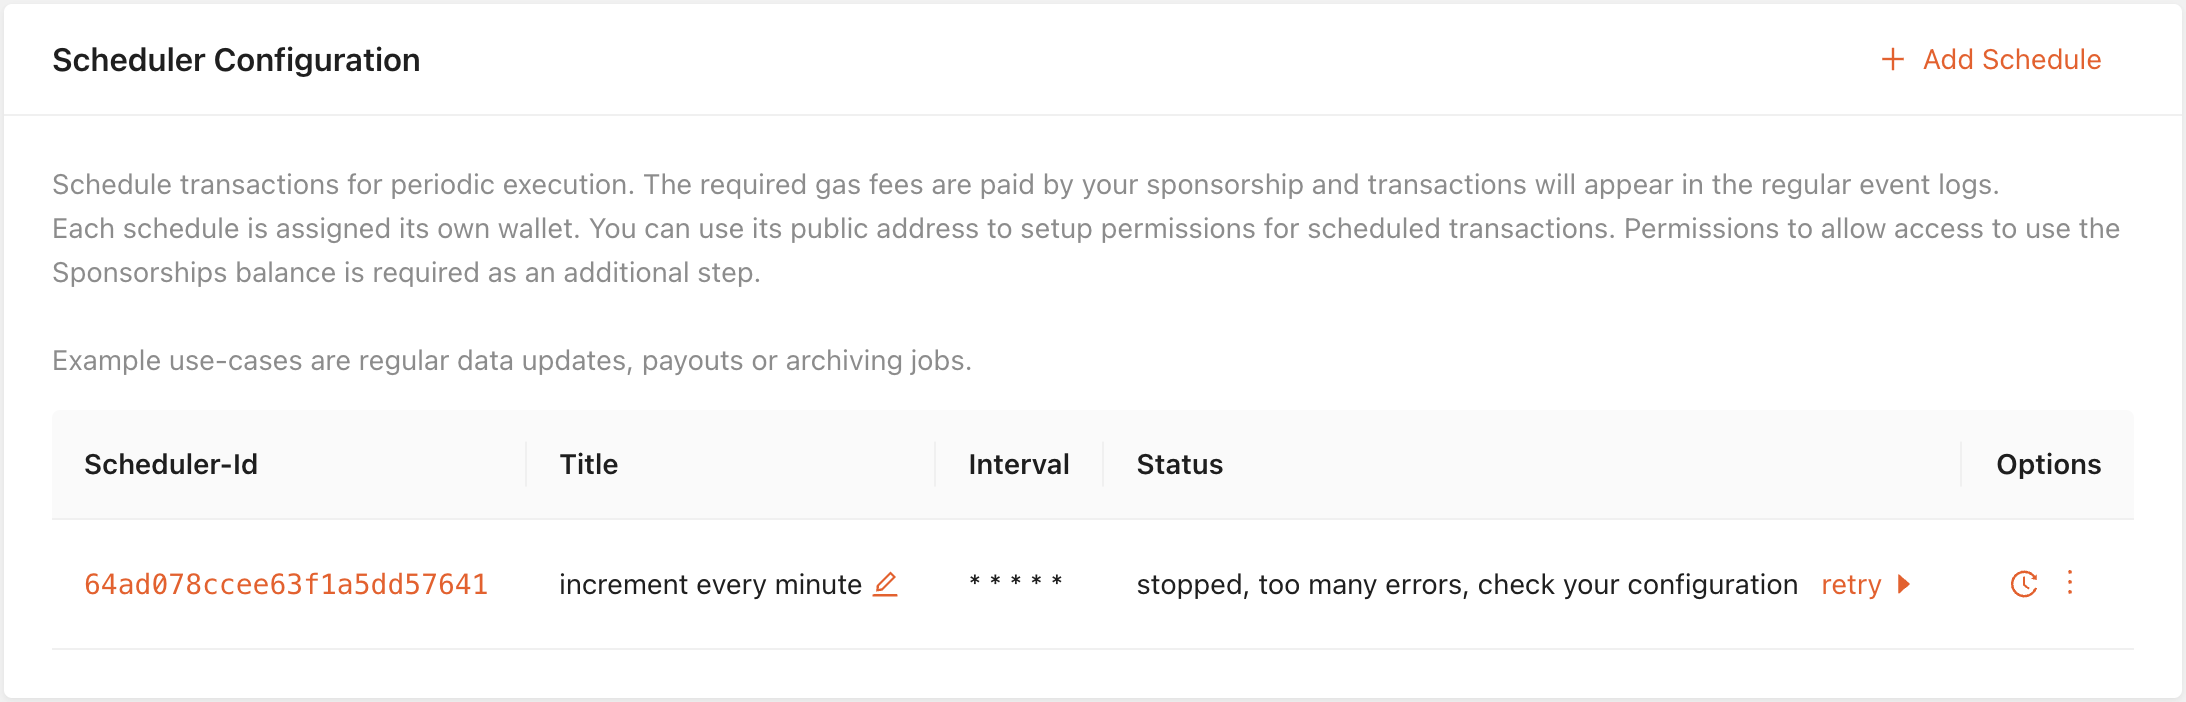 Scheduler Configuration
+ Add Schedule
Schedule transactions for periodic execution. The required gas fees are paid by your sponsorship and transactions will appear in the regular event logs.
Each schedule is assigned its own wallet. You can use its public address to setup permissions for scheduled transactions. Permissions to allow access to use the
Sponsorships balance is required as an additional step.
Example use-cases are regular data updates, payouts or archiving jobs.
Scheduler-Id Title Interval Status Options
64ad078ccee63f1a5dd57641 increment every minute * * * * * stopped, too many errors, check your configuration retry